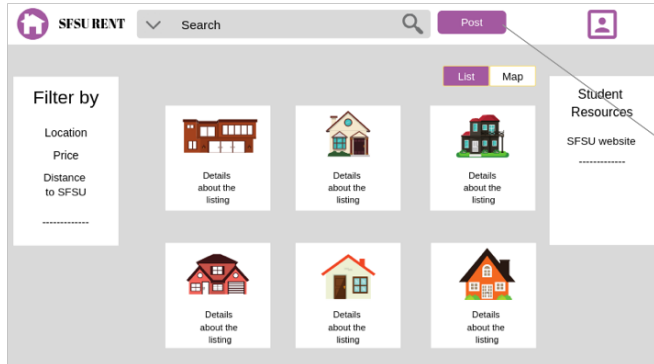 SFSU RENT
Search
Post
List
Map
Filter by
Location
Price
Distance
to SFSU
-------------
Student
Resources
SFSU website
-------------
Details
about the
listing
Details
about the
listing
Details
about the
listing
Details
about the
listing
Details
about the
listing
Details
about the
listing